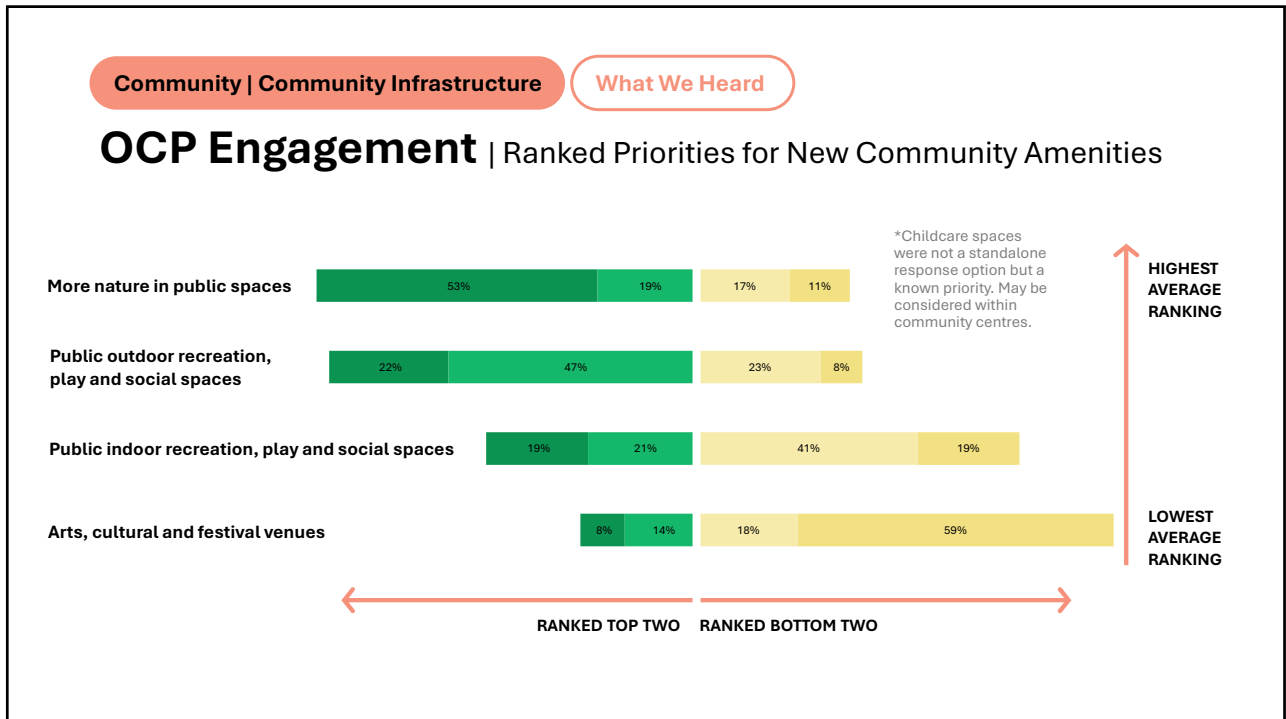 Community | Community Infrastructure
What We Heard
OCP Engagement | Ranked Priorities for New Community Amenities
*Childcare spaces
were not a standalone
response option but a
known priority. May be
considered within
community centres.
HIGHEST
AVERAGE
RANKING
More nature in public spaces
53%
19%
17%
11%
Public outdoor recreation,
play and social spaces
22%
47%
23%
8%
Public indoor recreation, play and social spaces
19%
21%
41%
19%
Arts, cultural and festival venues
8%
14%
18%
59%
LOWEST
AVERAGE
RANKING
RANKED TOP TWO
RANKED BOTTOM TWO